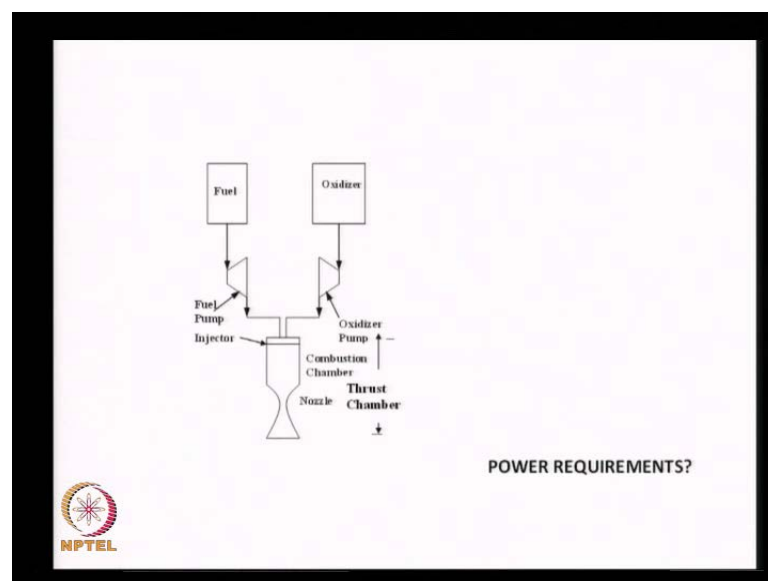 Fuel
Oxidizer
Fuel
Pump
Injector
Oxidizer
Pump
Combustion
Chamber
Thrust
Chamber
Nozzle
POWER REQUIREMENTS?
NPTEL